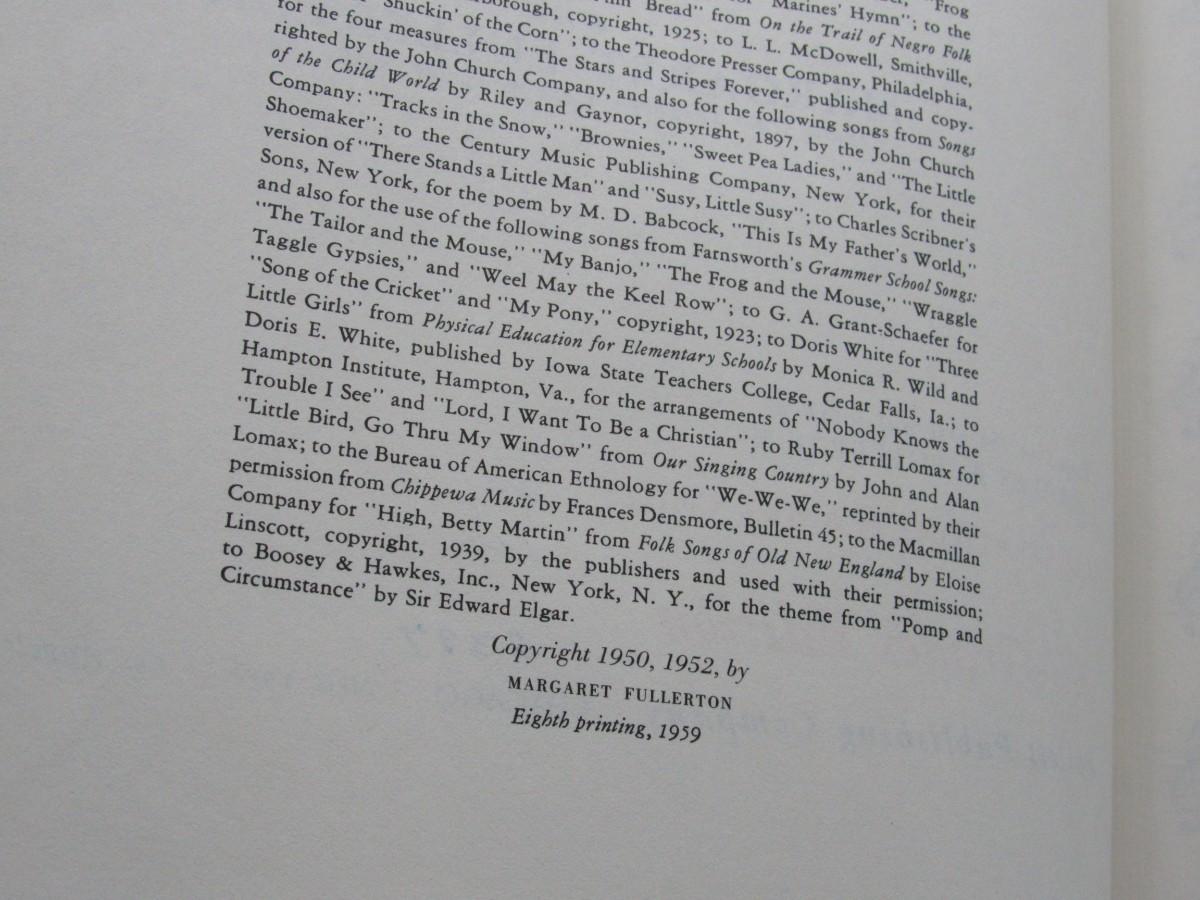 "Frog
Bread" from On the Trail of Negro Folk
Marines' Hymn"; to the
borough, copyright, 1925; to L. L. McDowell, Smithville,
Shuckin' of the Corn"; to the Theodore Presser Company, Philadelphia,
for the four measures from "The Stars and Stripes Forever," published and copy-
righted by the John Church Company, and also for the following songs from Songs
of the Child World by Riley and Gaynor, copyright, 1897, by the John Church
Company: "Tracks in the Snow," "Brownies," "Sweet Pea Ladies," and "The Little
Shoemaker"; to the Century Music Publishing Company, New York, for their
version of "There Stands a Little Man" and "Susy, Little Susy"; to Charles Scribner's
Sons, New York, for the poem by M. D. Babcock, "This Is My Father's World,"
and also for the use of the following songs from Farnsworth's Grammer School Songs:
"The Tailor and the Mouse," "My Banjo," "The Frog and the Mouse," "Wraggle
Taggle Gypsies," and "Weel May the Keel Row"; to G. A. Grant-Schaefer for
"Song of the Cricket" and "My Pony," copyright, 1923; to Doris White for "Three
Little Girls" from Physical Education for Elementary Schools by Monica R. Wild and
Doris E. White, published by Iowa State Teachers College, Cedar Falls, Ia.; to
Hampton Institute, Hampton, Va., for the arrangements of "Nobody Knows the
Trouble I See" and "Lord, I Want To Be a Christian"; to Ruby Terrill Lomax for
"Little Bird, Go Thru My Window" from Our Singing Country by John and Alan
Lomax; to the Bureau of American Ethnology for "We-We-We," reprinted by their
permission from Chippewa Music by Frances Densmore, Bulletin 45; to the Macmillan
Company for "High, Betty Martin" from Folk Songs of Old New England by Eloise
Linscott, copyright, 1939, by the publishers and used with their permission;
to Boosey & Hawkes, Inc., New York, N. Y., for the theme from "Pomp and
Circumstance" by Sir Edward Elgar.
Copyright 1950, 1952, by
MARGARET FULLERTON
Eighth printing, 1959